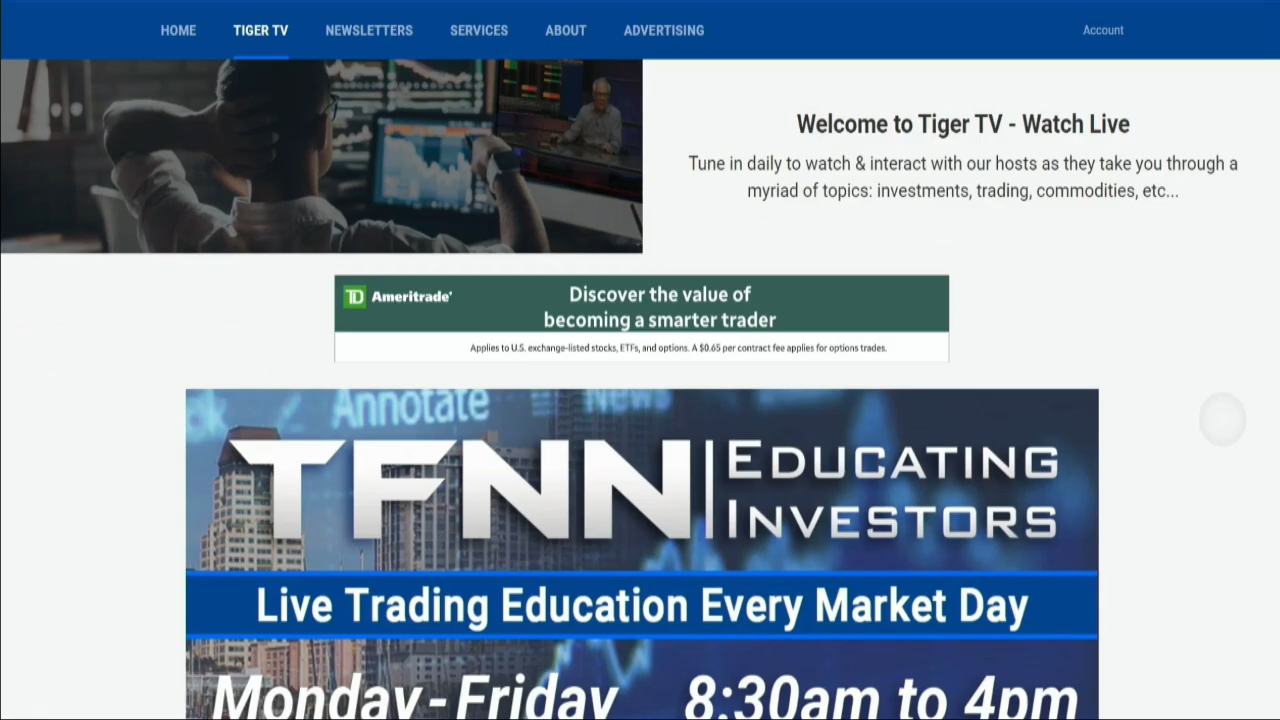 HOME TIGER TV NEWSLETTERS SERVICES ABOUT ADVERTISING Account
Welcome to Tiger TV - Watch Live
Tune in daily to watch & interact with our hosts as they take you through a
myriad of topics: investments, trading, commodities, etc...
TD Ameritrade
Discover the value of
becoming a smarter trader
Applies to U.S. exchange-listed stocks, ETFs, and options. A $0.65 per contract fee applies for options trades.
Annotate News
TFNN EDUCATING
INVESTORS
Live Trading Education Every Market Day
Monday - Friday 8:30am to 4pm